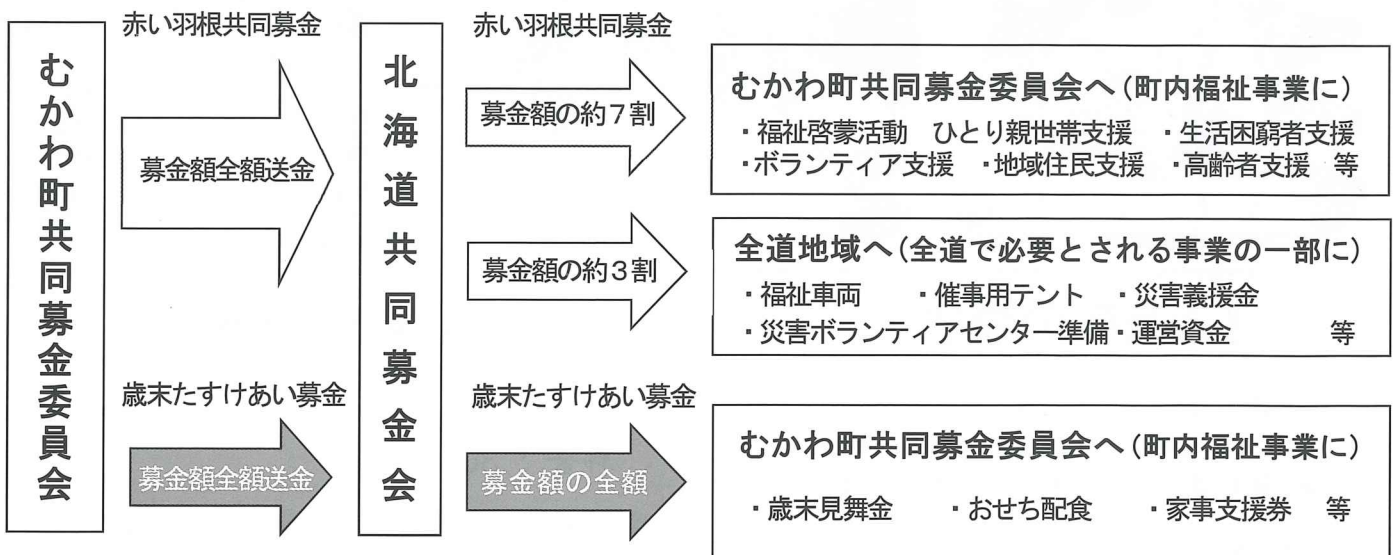 むかわ町共同募金委員会
赤い羽根共同募金
募金額全額送金
歳末たすけあい募金
募金額全額送金
北海道共同募金会
赤い羽根共同募金
募金額の約7割
むかわ町共同募金委員会へ(町内福祉事業に)
・福祉啓蒙活動　ひとり親世帯支援　・生活困窮者支援
・ボランティア支援　・地域住民支援　・高齢者支援　等
募金額の約3割
全道地域へ(全道で必要とされる事業の一部に)
・福祉車両　・催事用テント　・災害義援金
・災害ボランティアセンター準備・運営資金　等
歳末たすけあい募金
募金額の全額
むかわ町共同募金委員会へ(町内福祉事業に)
・歳末見舞金　・おせち配食　・家事支援券　等